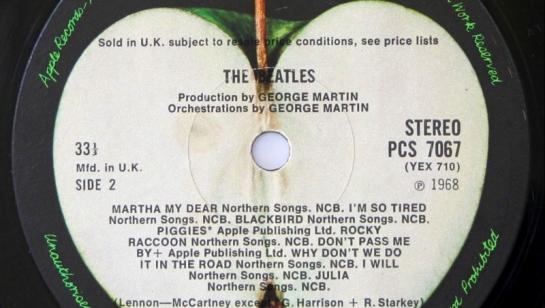 Apple Records
Work Reserved
Sold in U.K. subject to resale price conditions, see price lists
THE BEATLES
Production by GEORGE MARTIN
Orchestrations by GEORGE MARTIN
33⅓
Mfd. in U.K.
SIDE 2
STEREO
PCS 7067
(YEX 710)
℗ 1968
MARTHA MY DEAR Northern Songs. NCB. I'M SO TIRED
Northern Songs. NCB. BLACKBIRD Northern Songs. NCB.
PIGGIES* Apple Publishing Ltd. ROCKY
RACCOON Northern Songs. NCB. DON'T PASS ME
BY+ Apple Publishing Ltd. WHY DON'T WE DO
IT IN THE ROAD Northern Songs. NCB. I WILL
Northern Songs. NCB. JULIA
Northern Songs. NCB.
(Lennon—McCartney except * G. Harrison + R. Starkey)
Unauthorise
Prohibited